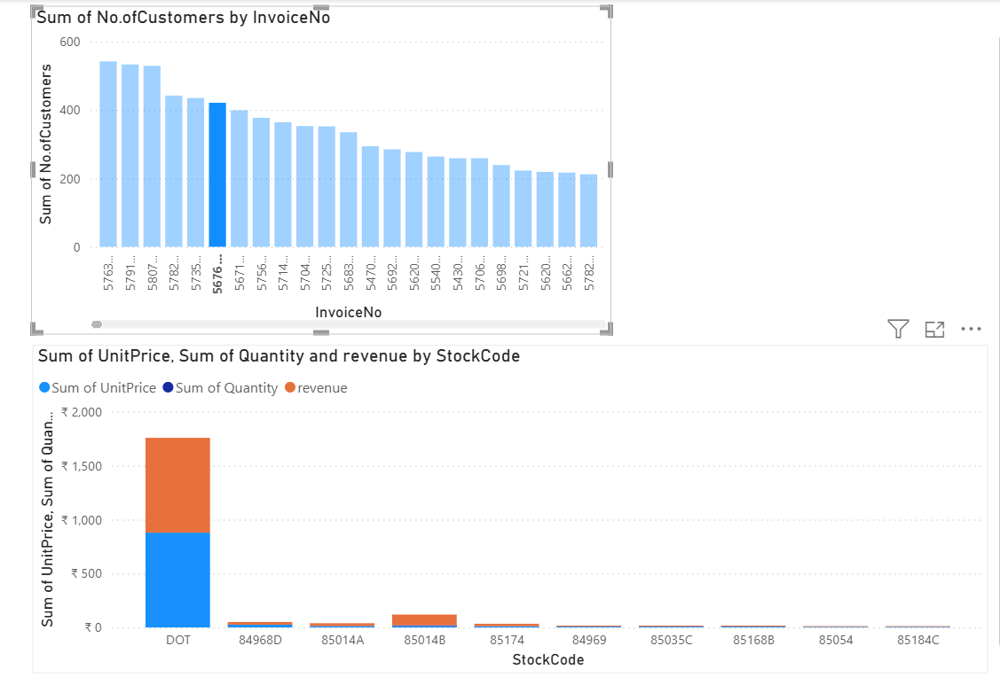 Sum of No.ofCustomers by InvoiceNo
Sum of No.ofCustomers
600
400
200
0
5763... 5791... 5807... 5782... 5735... 5676... 5671... 5756... 5714... 5704... 5725... 5683... 5470... 5692... 5620... 5540... 5430... 5706... 5698... 5721... 5620... 5662... 5782...
InvoiceNo
Sum of UnitPrice, Sum of Quantity and revenue by StockCode
Sum of UnitPrice Sum of Quantity revenue
Sum of UnitPrice, Sum of Quan...
₹ 2,000
₹ 1,500
₹ 1,000
₹ 500
₹ 0
DOT 84968D 85014A 85014B 85174 84969 85035C 85168B 85054 85184C
StockCode